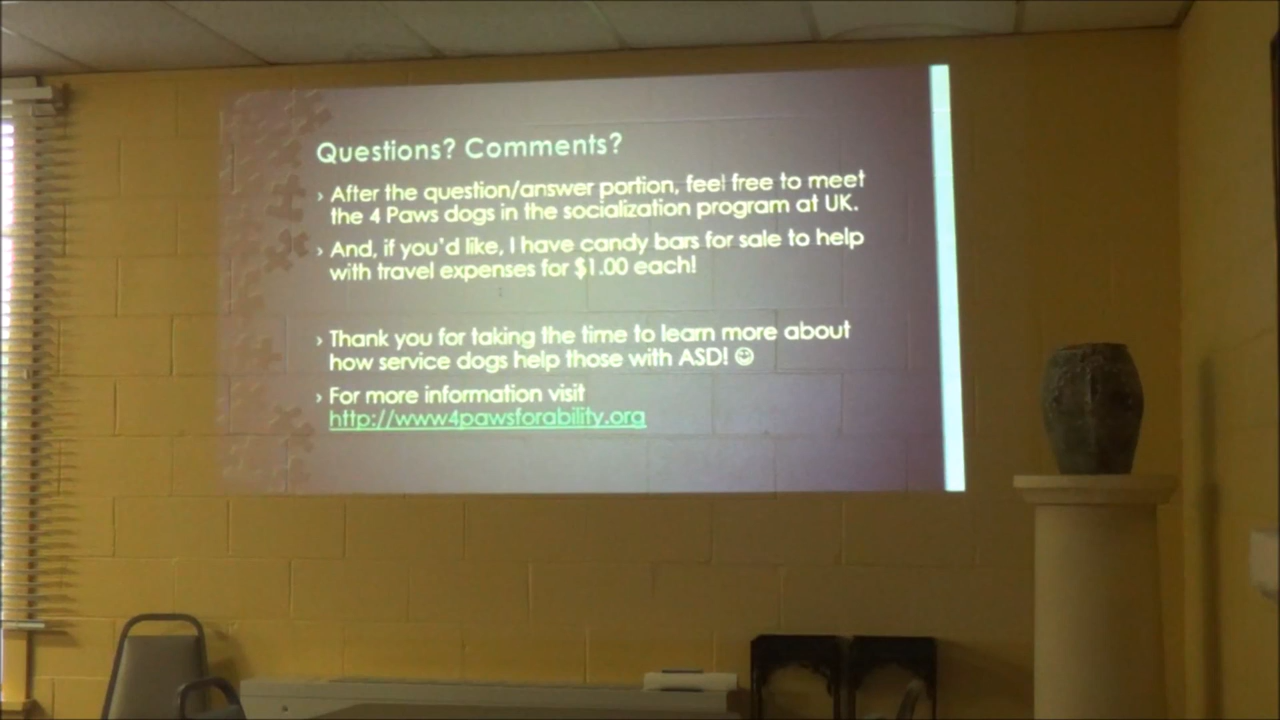 Questions? Comments?
› After the question/answer portion, feel free to meet
the 4 Paws dogs in the socialization program at UK.
› And, if you'd like, I have candy bars for sale to help
with travel expenses for $1.00 each!
› Thank you for taking the time to learn more about
how service dogs help those with ASD! ☺
› For more information visit
http://www4pawsforability.org